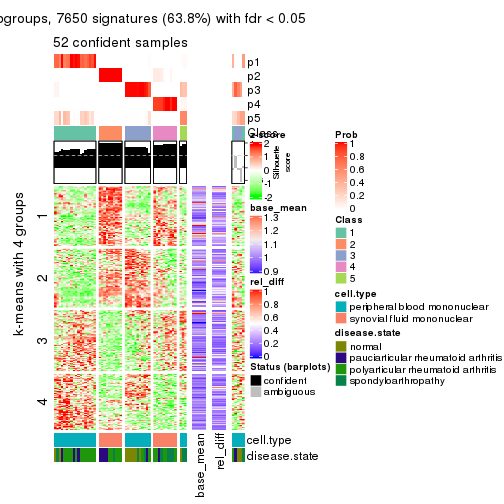 ogroups, 7650 signatures (63.8%) with fdr < 0.05
52 confident samples
p1
p2
p3
p4
p5
Class
Silhouette
score
1
2
3
4
k-means with 4 groups
base_mean
rel_diff
cell.type
disease.state
z-score
2
1
0
-1
-2
base_mean
1.3
1.2
1.1
1
0.9
rel_diff
1
0.8
0.6
0.4
0.2
0
Status (barplots)
confident
ambiguous
Prob
1
0.8
0.6
0.4
0.2
0
Class
1
2
3
4
5
cell.type
peripheral blood mononuclear
synovial fluid mononuclear
disease.state
normal
pauciarticular rheumatoid arthritis
polyarticular rheumatoid arthritis
spondyloarthropathy